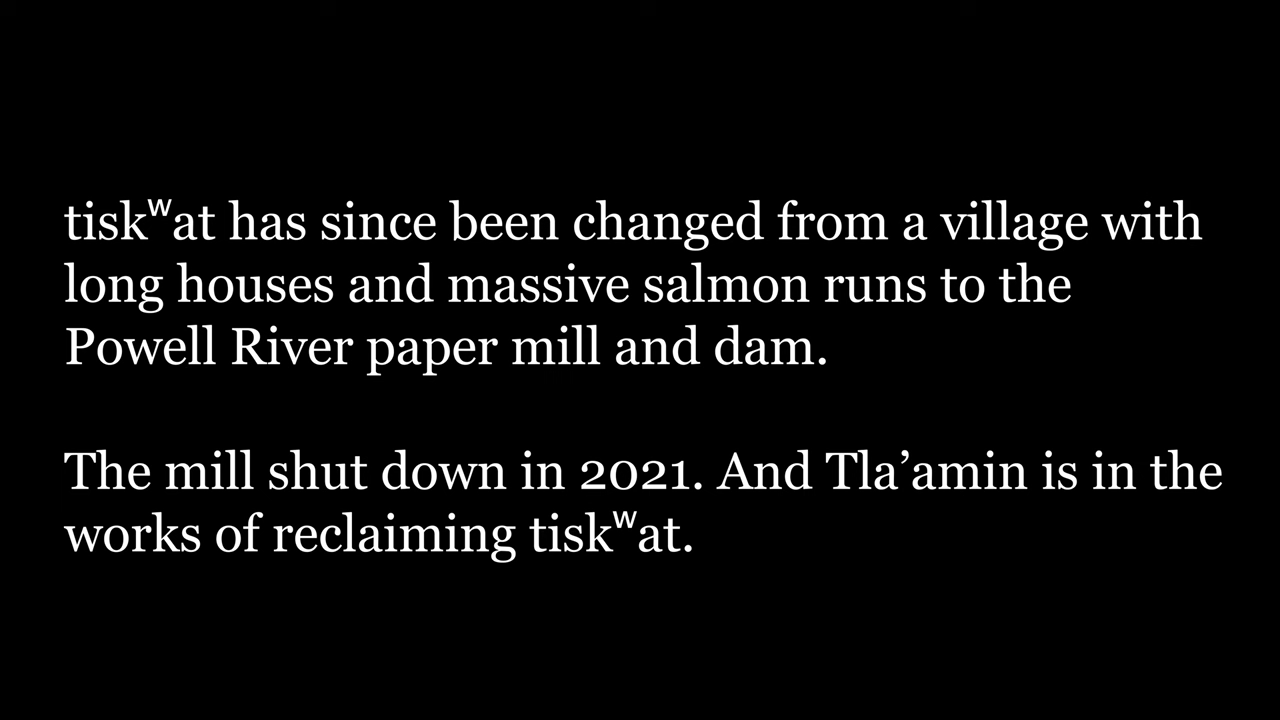 tiskʷat has since been changed from a village with
long houses and massive salmon runs to the
Powell River paper mill and dam.
The mill shut down in 2021. And Tla’amin is in the
works of reclaiming tiskʷat.